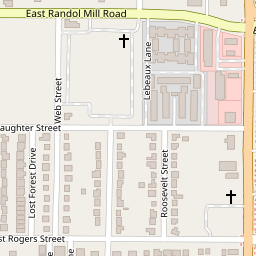 East Randol Mill Road
Lebeaux Lane
Web Street
aughter Street
Lost Forest Drive
Roosevelt Street
st Rogers Street